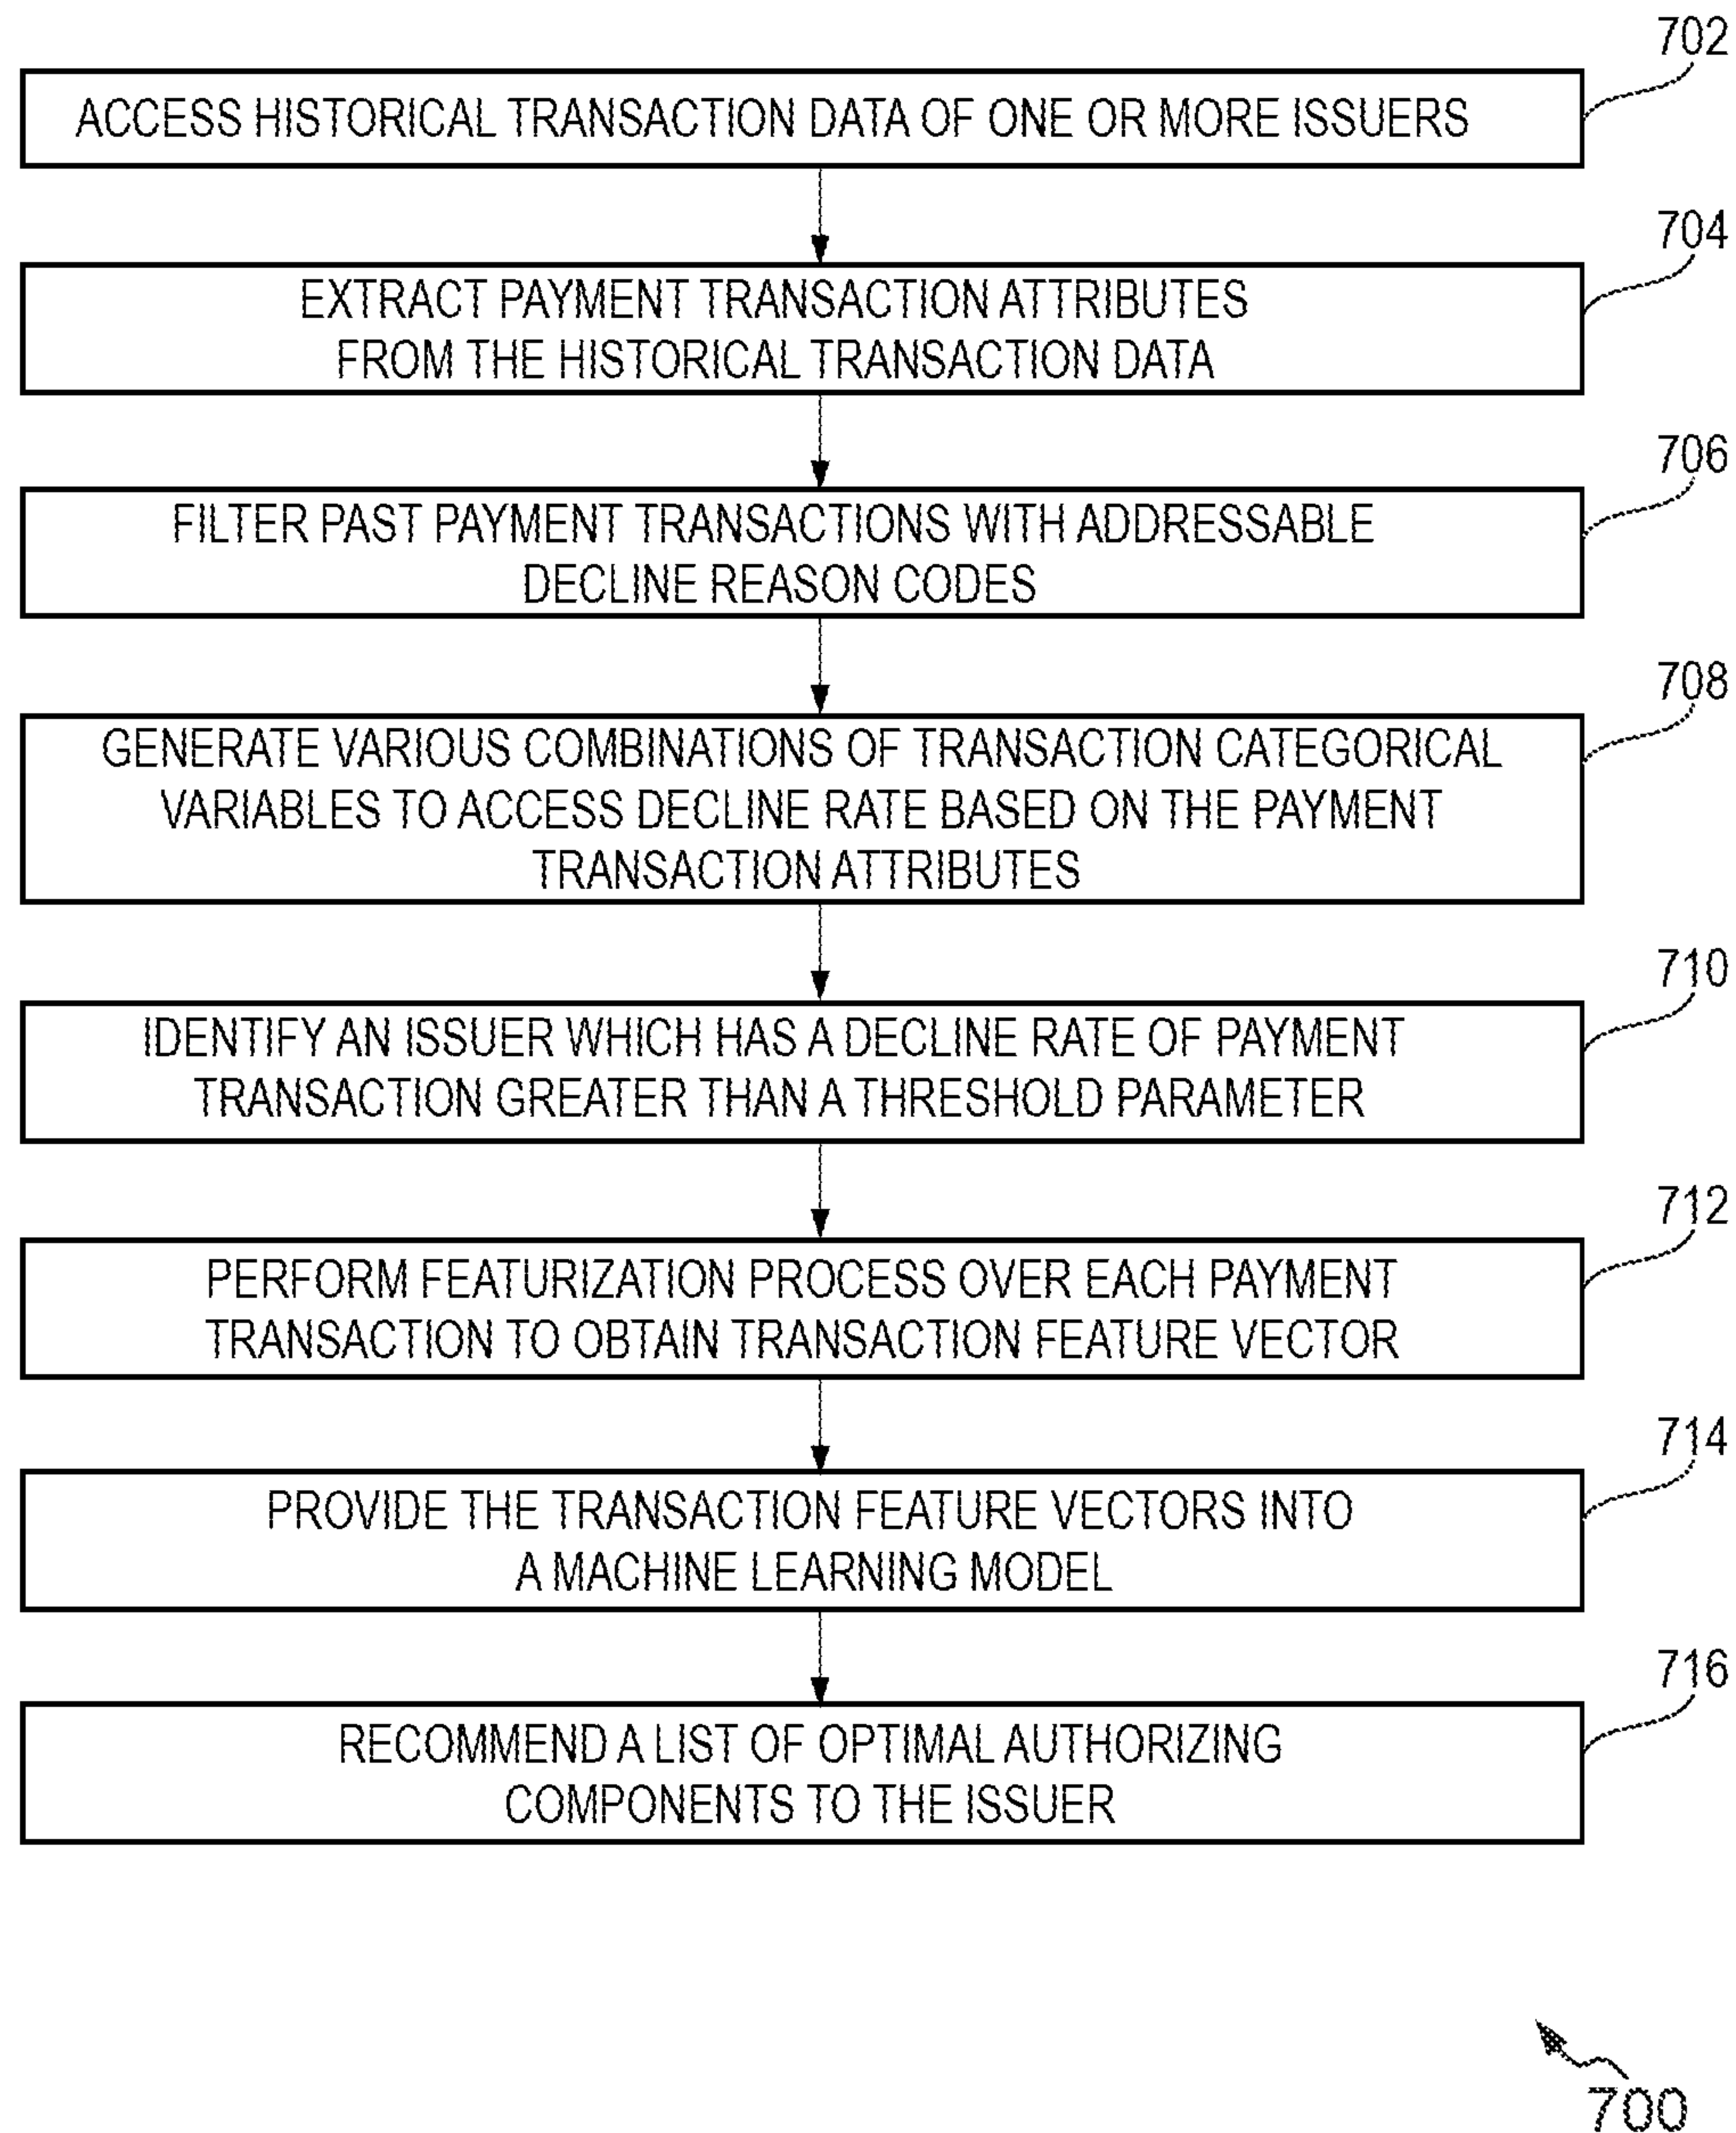 702
ACCESS HISTORICAL TRANSACTION DATA OF ONE OR MORE ISSUERS
704
EXTRACT PAYMENT TRANSACTION ATTRIBUTES
FROM THE HISTORICAL TRANSACTION DATA
706
FILTER PAST PAYMENT TRANSACTIONS WITH ADDRESSABLE
DECLINE REASON CODES
708
GENERATE VARIOUS COMBINATIONS OF TRANSACTION CATEGORICAL
VARIABLES TO ACCESS DECLINE RATE BASED ON THE PAYMENT
TRANSACTION ATTRIBUTES
710
IDENTIFY AN ISSUER WHICH HAS A DECLINE RATE OF PAYMENT
TRANSACTION GREATER THAN A THRESHOLD PARAMETER
712
PERFORM FEATURIZATION PROCESS OVER EACH PAYMENT
TRANSACTION TO OBTAIN TRANSACTION FEATURE VECTOR
714
PROVIDE THE TRANSACTION FEATURE VECTORS INTO
A MACHINE LEARNING MODEL
716
RECOMMEND A LIST OF OPTIMAL AUTHORIZING
COMPONENTS TO THE ISSUER
700